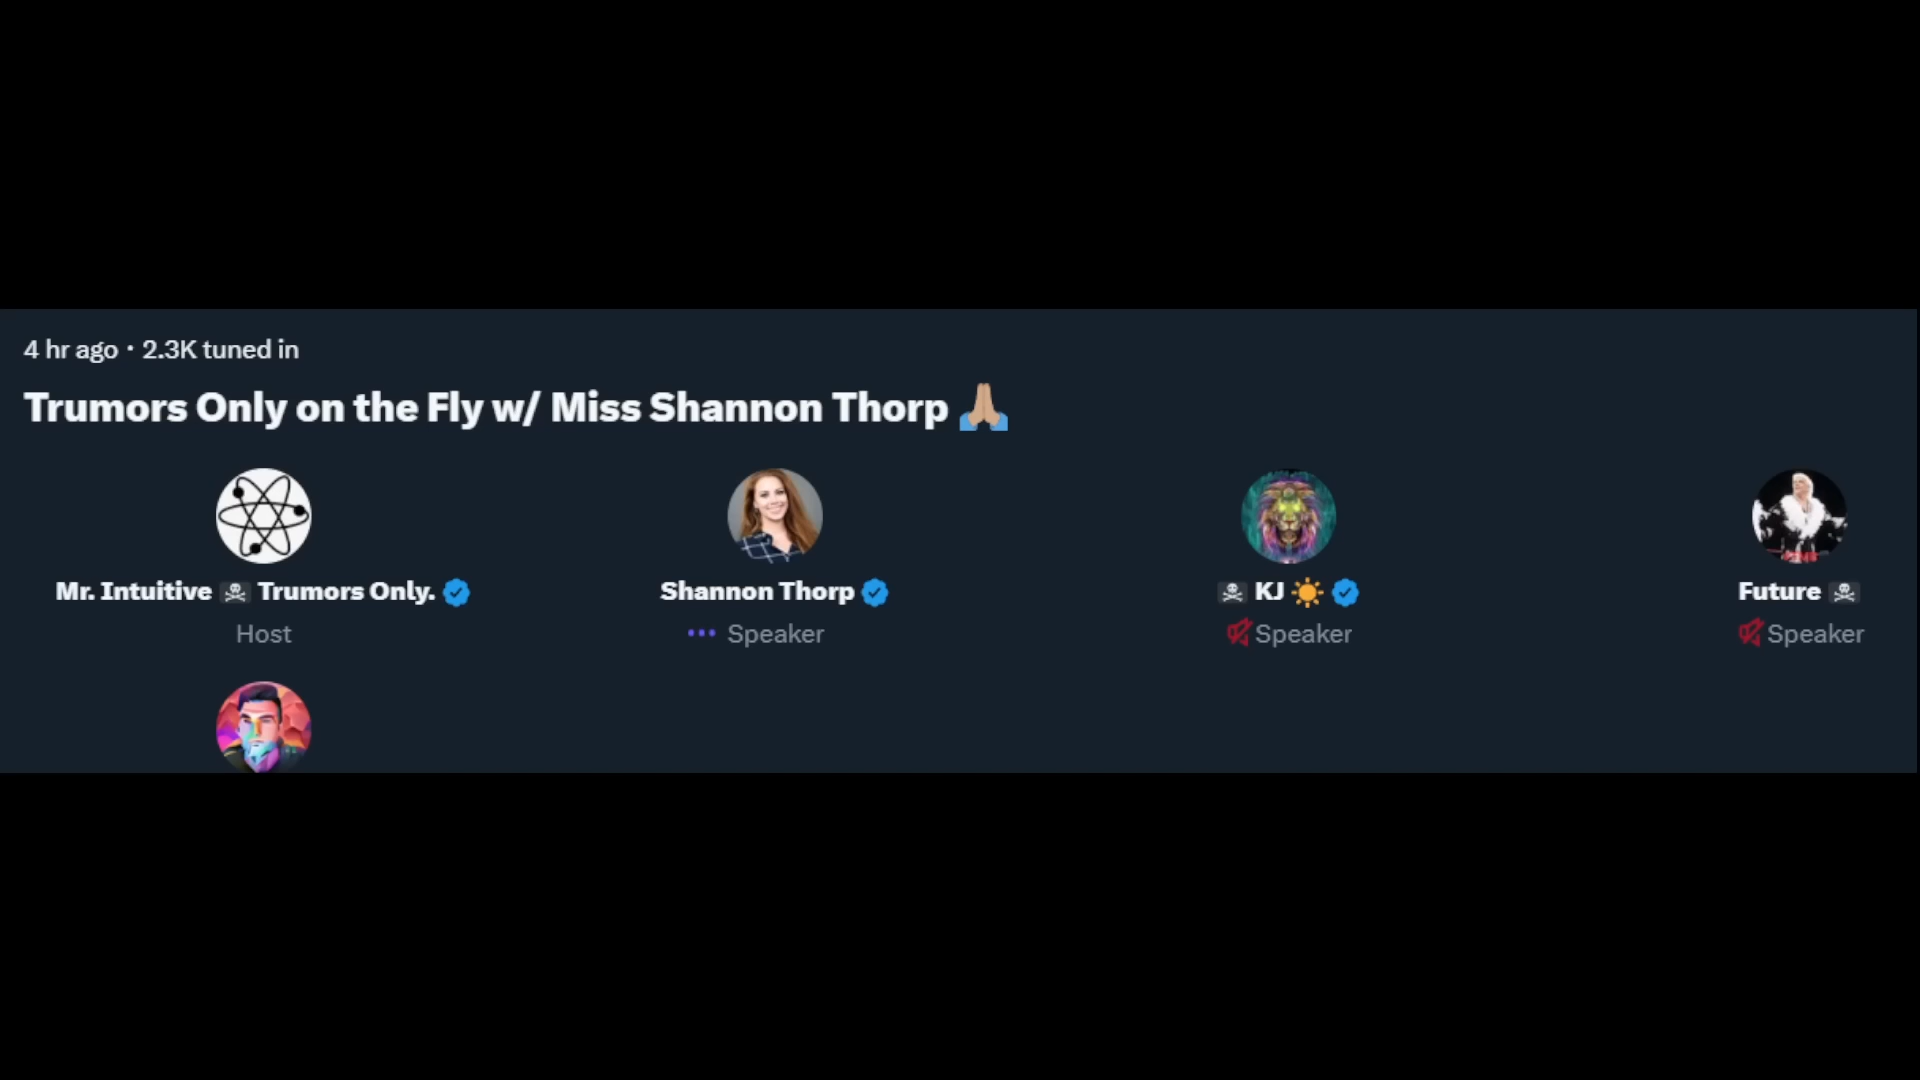 4 hr ago · 2.3K tuned in
Trumors Only on the Fly w/ Miss Shannon Thorp 🙏🏼
Mr. Intuitive ☠ Trumors Only.
Shannon Thorp
☠ KJ ☀
Future ☠
Host
Speaker
Speaker
Speaker